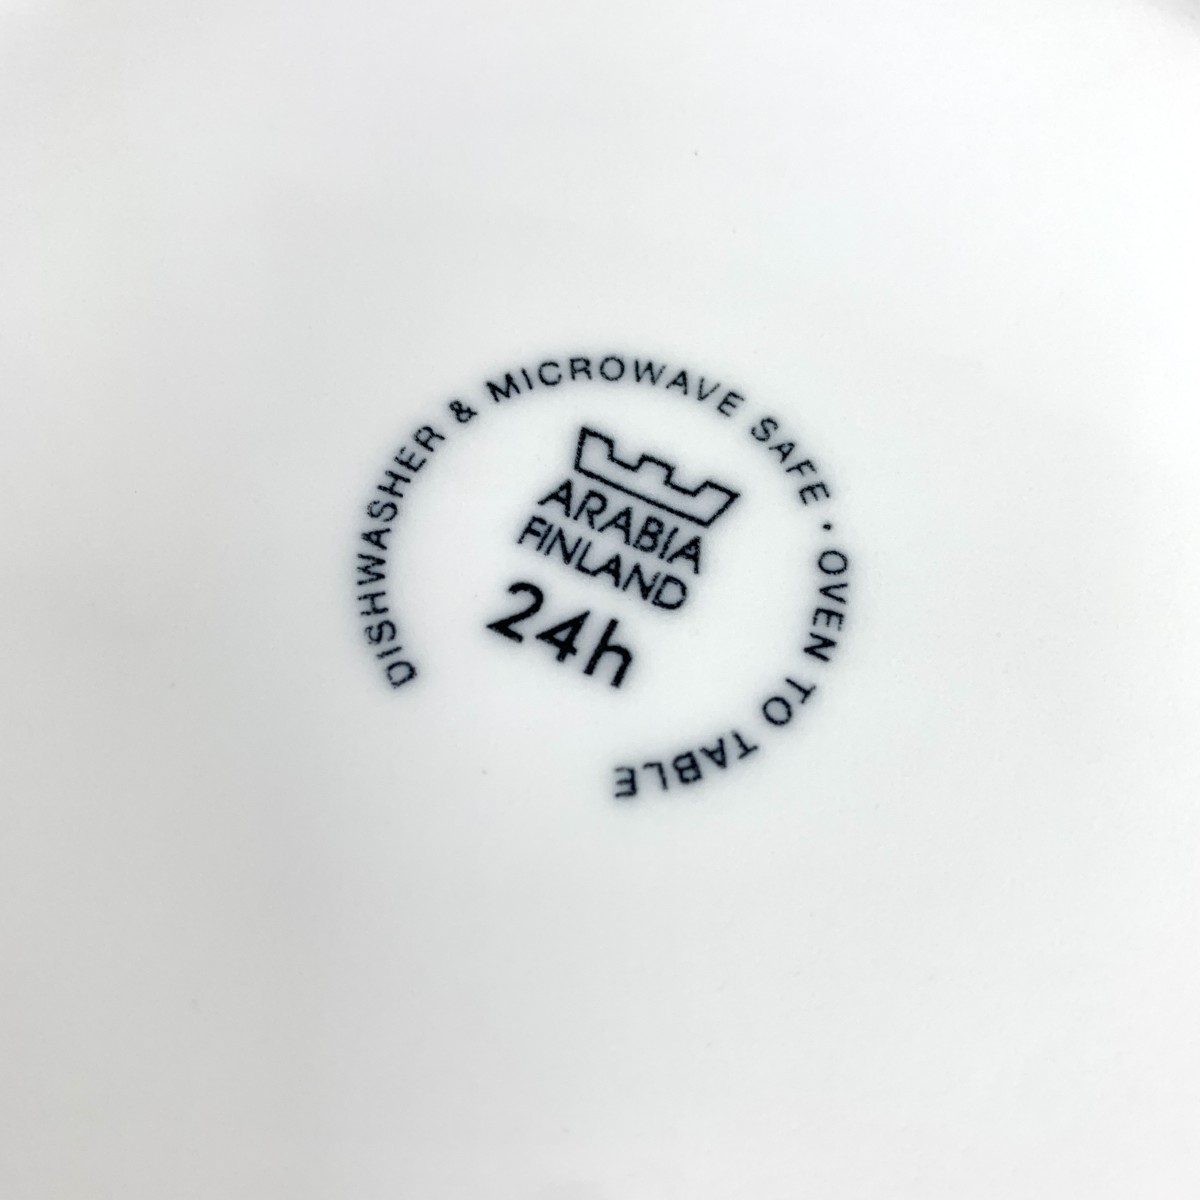 DISHWASHER & MICROWAVE SAFE · OVEN TO TABLE
ARABIA
FINLAND
24h